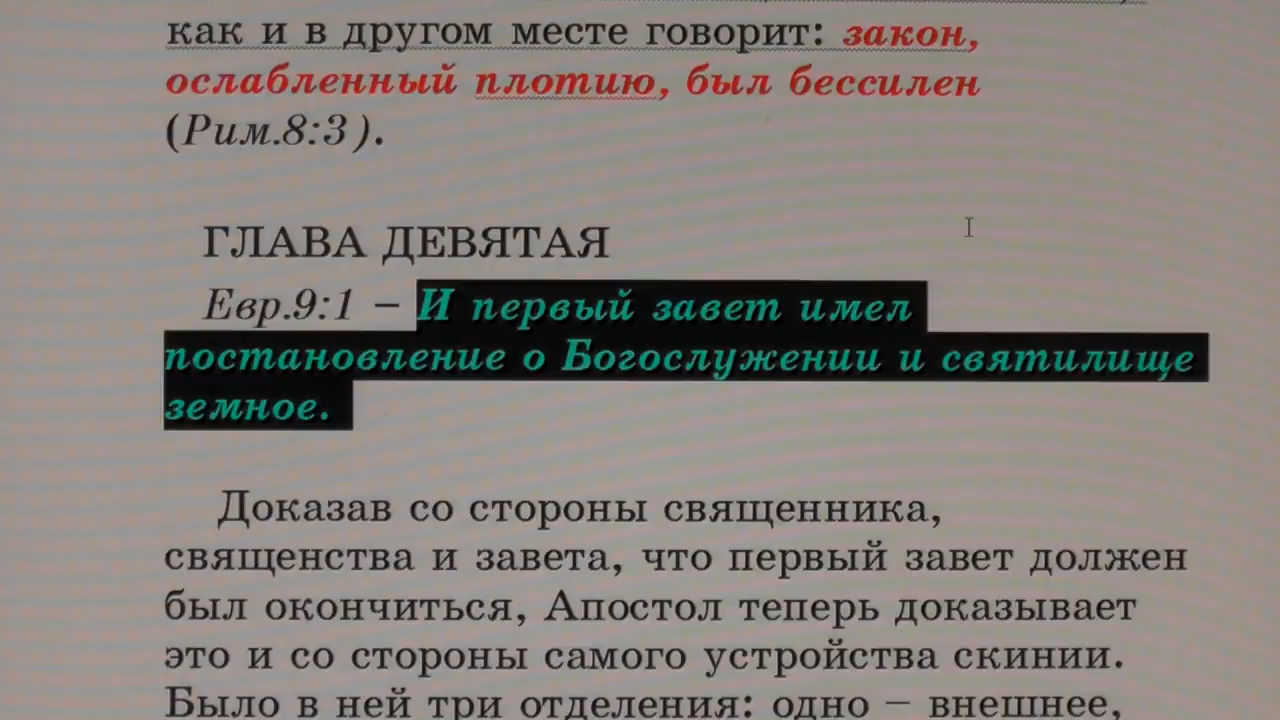 как и в другом месте говорит: закон,
ослабленный плотию, был бессилен
(Рим.8:3).
ГЛАВА ДЕВЯТАЯ
Евр.9:1 – И первый завет имел
постановление о Богослужении и святилище
земное.
Доказав со стороны священника,
священства и завета, что первый завет должен
был окончиться, Апостол теперь доказывает
это и со стороны самого устройства скинии.
Было в ней три отделения: одно – внешнее,